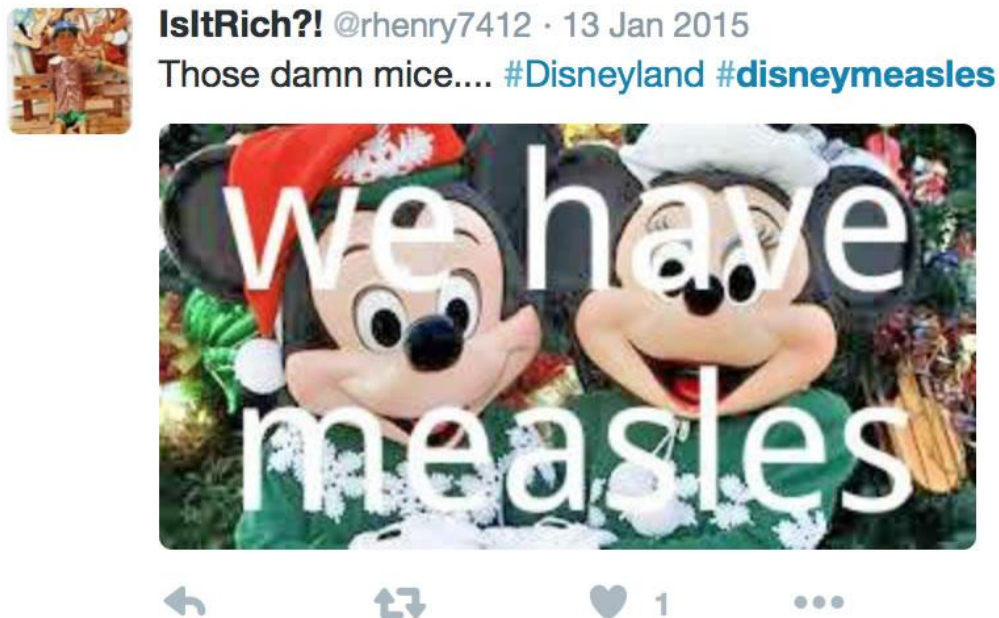 IsItRich?! @rhenry7412 · 13 Jan 2015
Those damn mice.... #Disneyland #disneymeasles
we have
measles
1